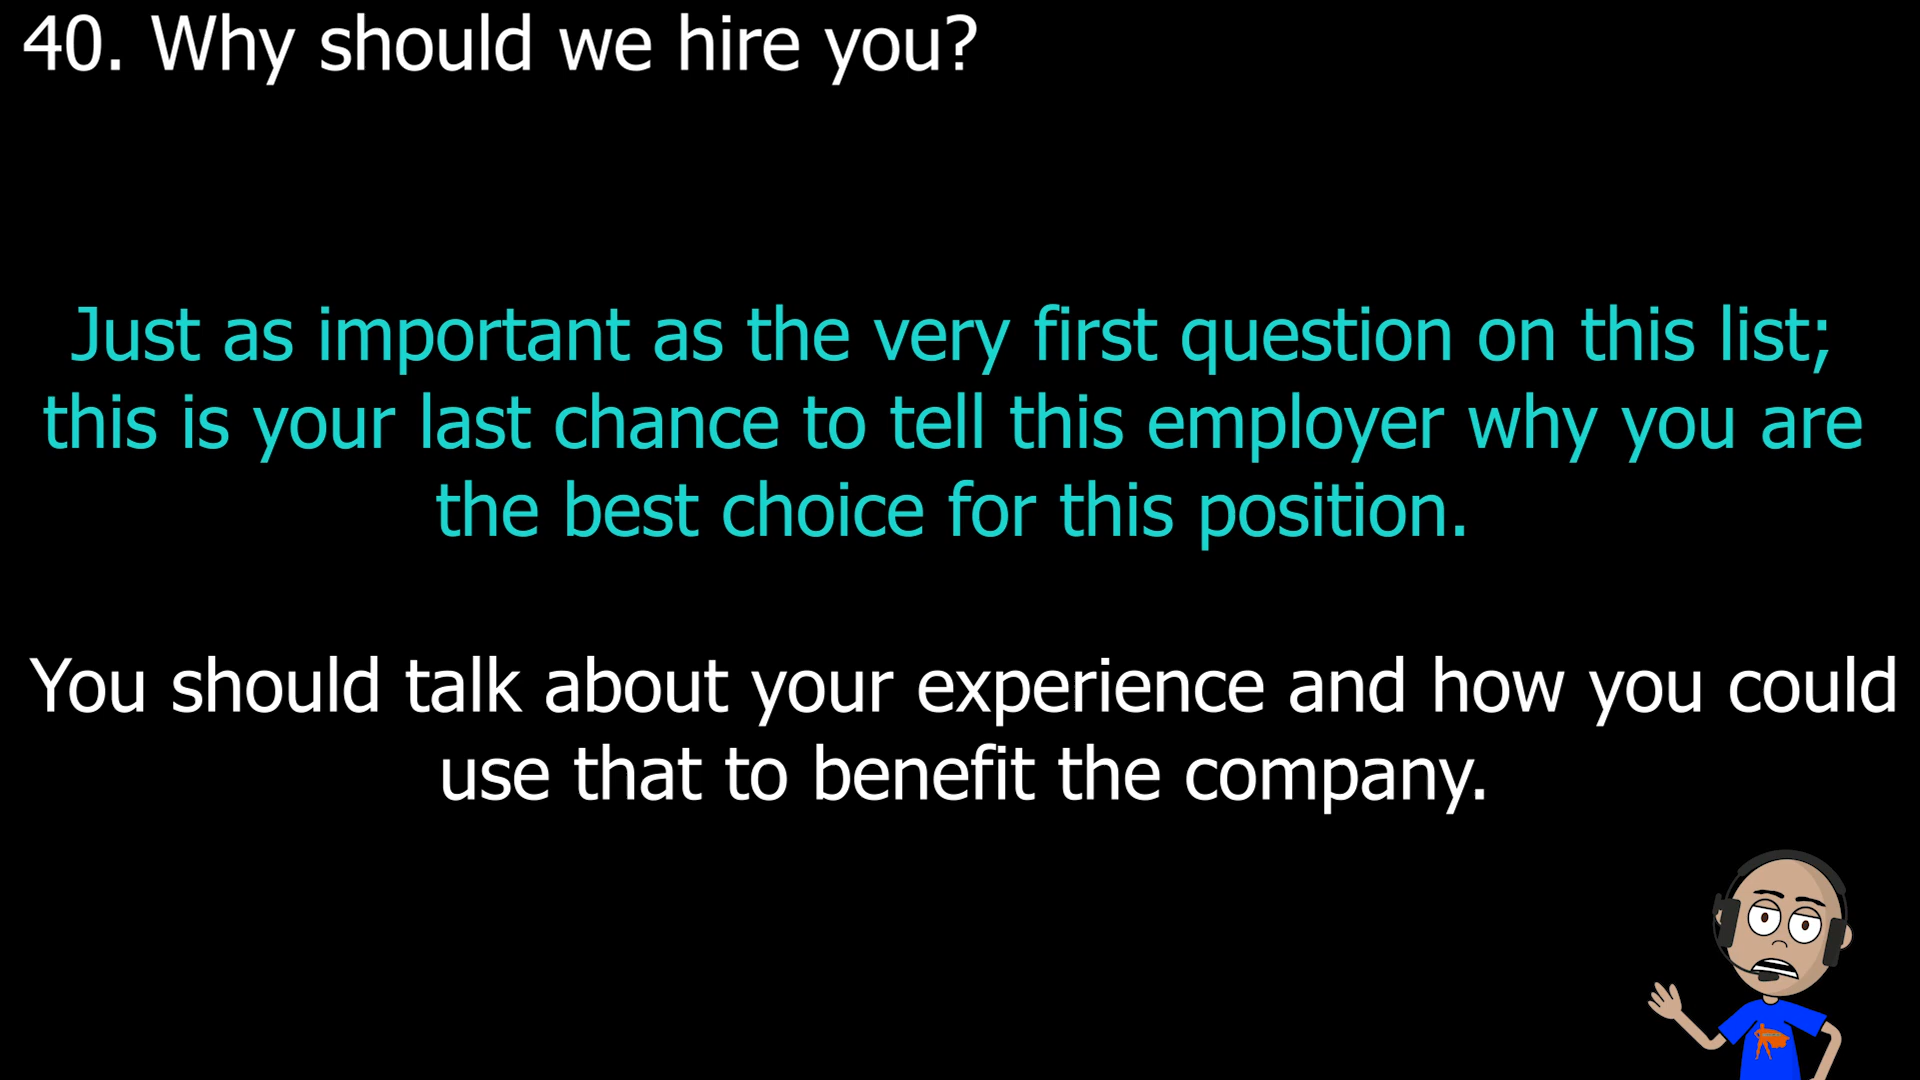 40. Why should we hire you?
Just as important as the very first question on this list;
this is your last chance to tell this employer why you are
the best choice for this position.
You should talk about your experience and how you could
use that to benefit the company.